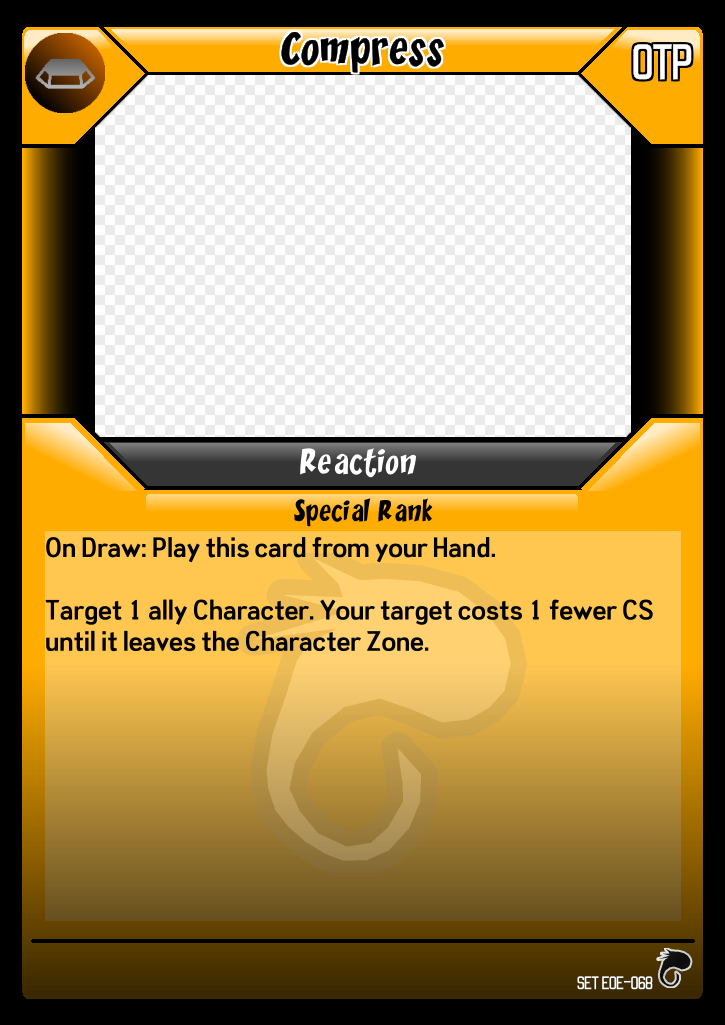 Compress
OTP
Reaction
Special Rank
On Draw: Play this card from your Hand.
Target 1 ally Character. Your target costs 1 fewer CS
until it leaves the Character Zone.
SET EOE-068